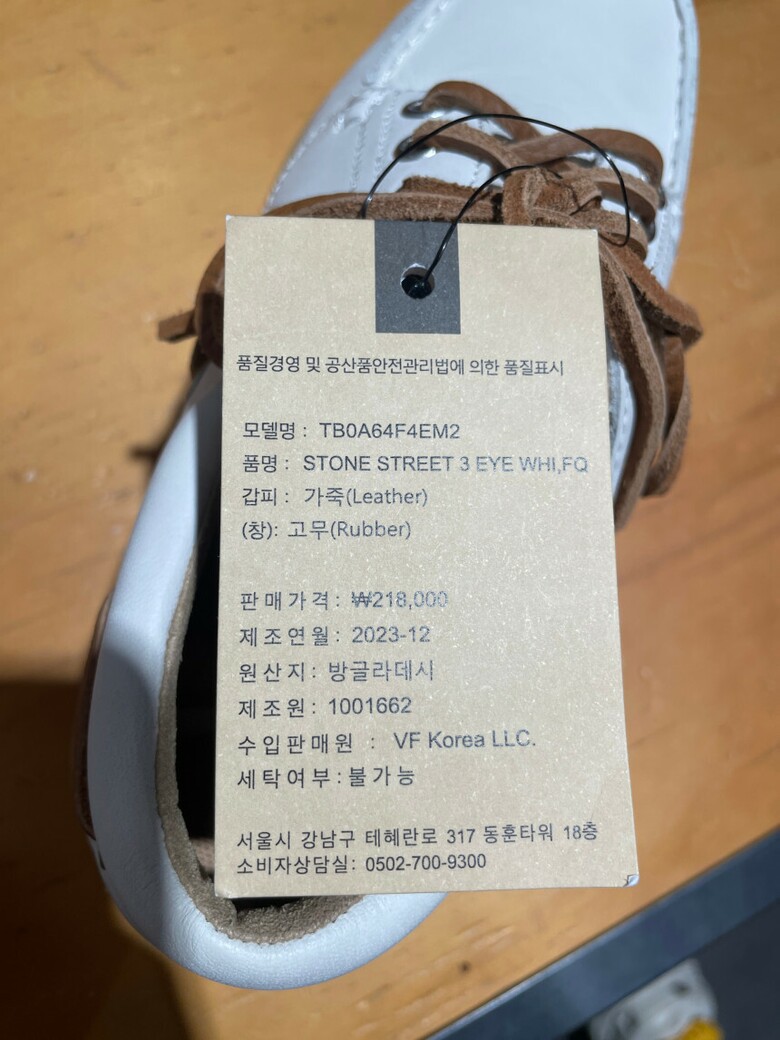 품질경영 및 공산품안전관리법에 의한 품질표시
모델명 : TB0A64F4EM2
품명 : STONE STREET 3 EYE WHI,FQ
갑피 : 가죽(Leather)
(창): 고무(Rubber)
판매가격 : ₩218,000
제조연월 : 2023-12
원산지 : 방글라데시
제조원 : 1001662
수입판매원 : VF Korea LLC.
세탁여부 : 불가능
서울시 강남구 테헤란로 317 동훈타워 18층
소비자상담실: 0502-700-9300